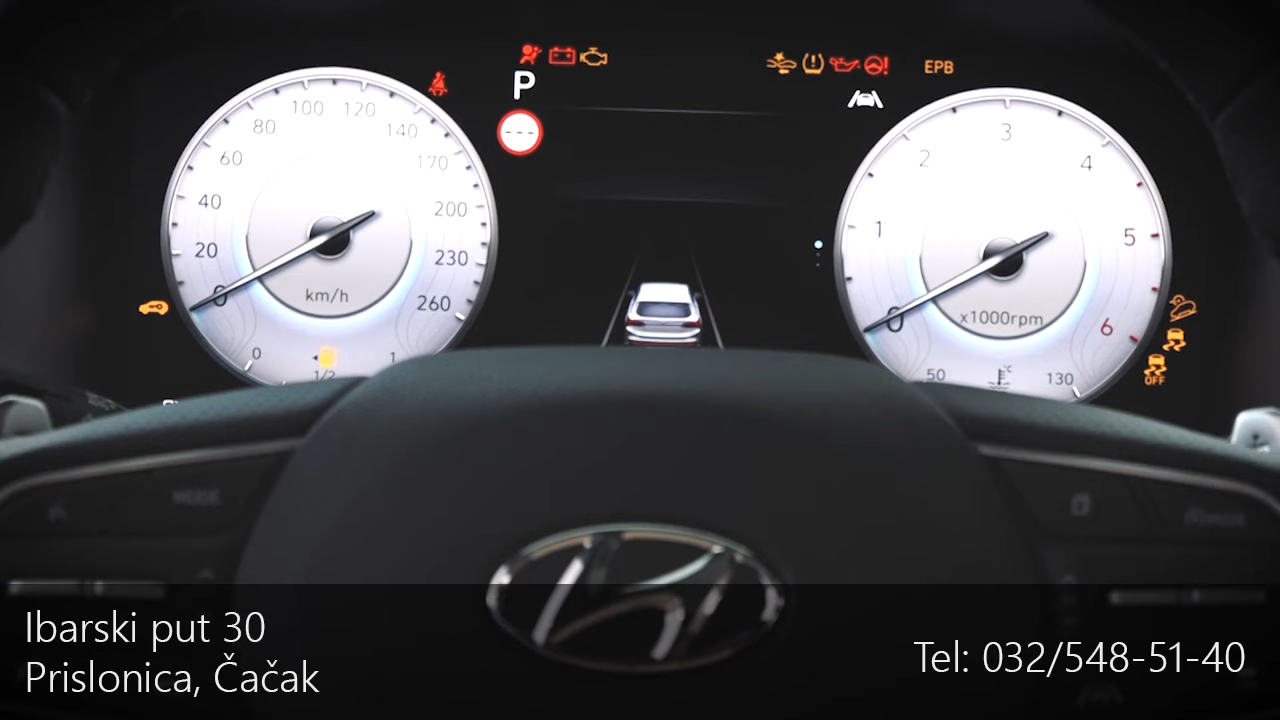 P
EPB
---
0
20
40
60
80
100
120
140
170
200
230
260
km/h
0
1/2
1
0
1
2
3
4
5
6
x1000rpm
50
°C
130
OFF
MODE
Ibarski put 30
Prislonica, Čačak
Tel: 032/548-51-40